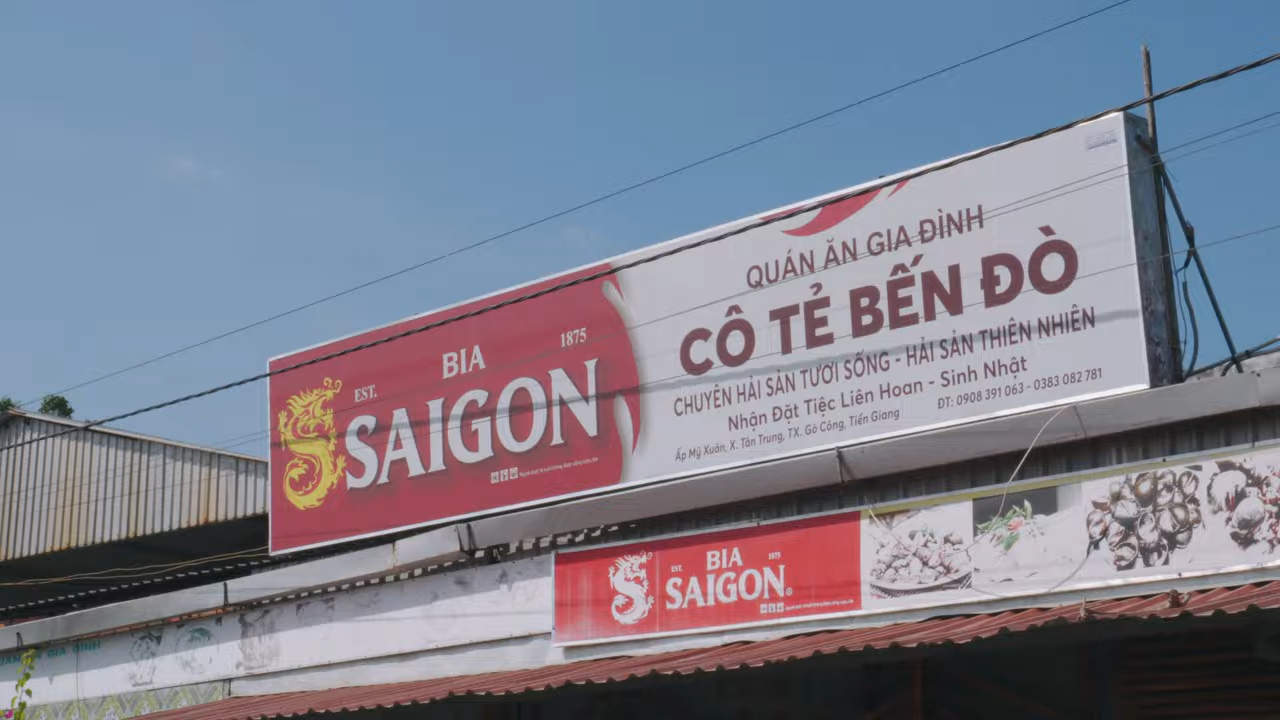 BIA
EST.
1875
SAIGON
QUÁN ĂN GIA ĐÌNH
CÔ TẺ BẾN ĐÒ
CHUYÊN HẢI SẢN TƯƠI SỐNG - HẢI SẢN THIÊN NHIÊN
Nhận Đặt Tiệc Liên Hoan - Sinh Nhật
ĐT: 0908 391 063 - 0383 082 781
Ấp Mỹ Xuân, X. Tân Trung, TX. Gò Công, Tiền Giang
BIA
EST.
1875
SAIGON®
GIA ĐÌNH